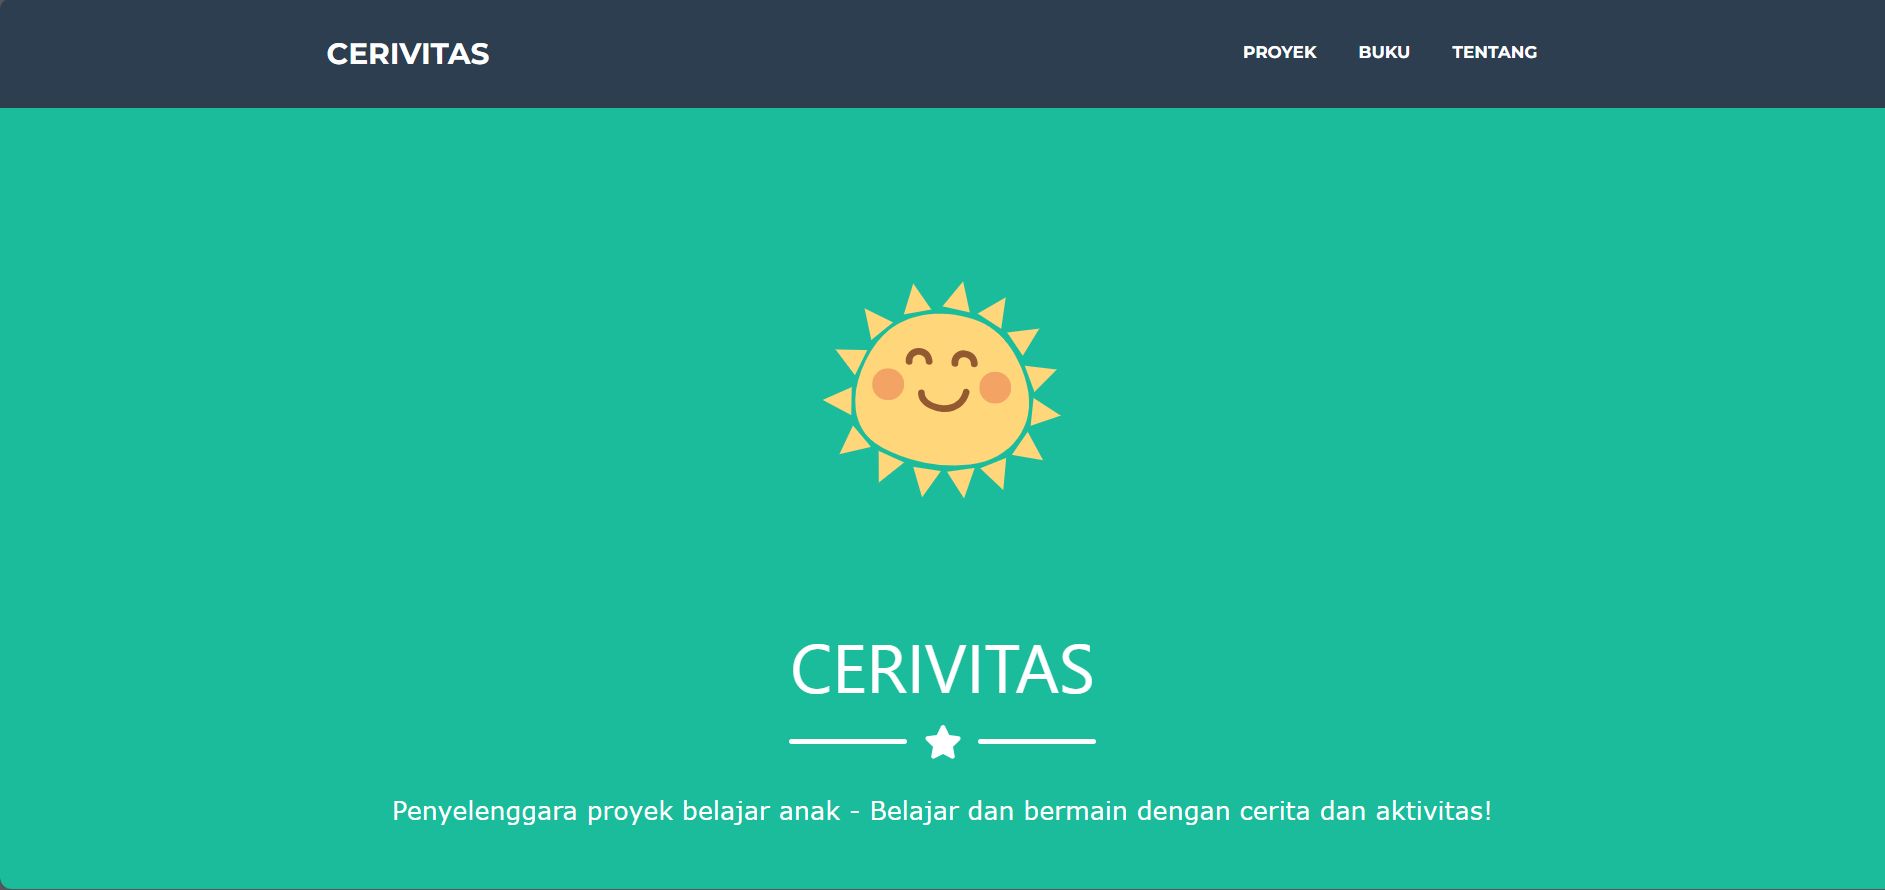 CERIVITAS
PROYEK BUKU TENTANG
CERIVITAS
Penyelenggara proyek belajar anak - Belajar dan bermain dengan cerita dan aktivitas!